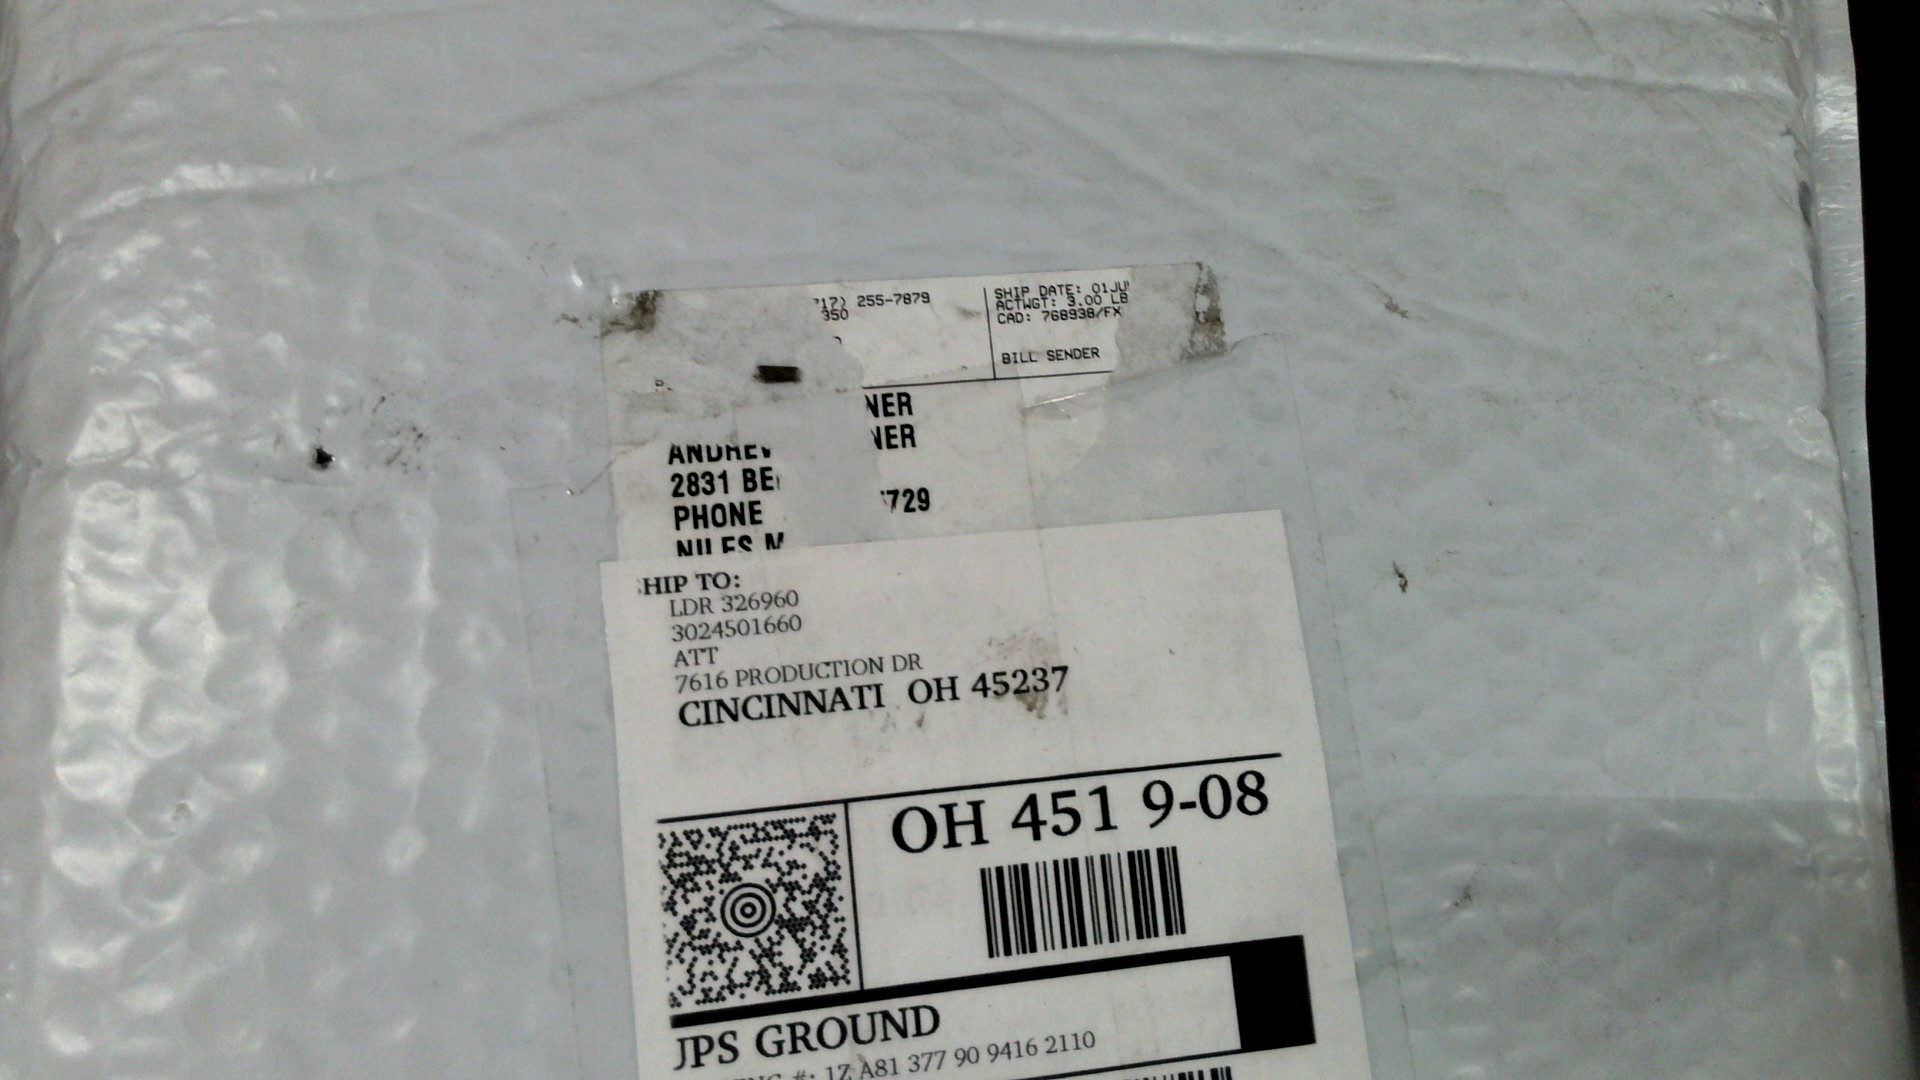 255-7879
350
SHIP DATE: 01JU
ACTWGT: 3.00 LB
CAD: 768938/FX
BILL SENDER
NER
NER
2831 BE
PHONE 729
NILES M
HIP TO:
LDR 326960
3024501660
ATT
7616 PRODUCTION DR
CINCINNATI OH 45237
OH 451 9-08
JPS GROUND
#: 1Z A81 377 90 9416 2110